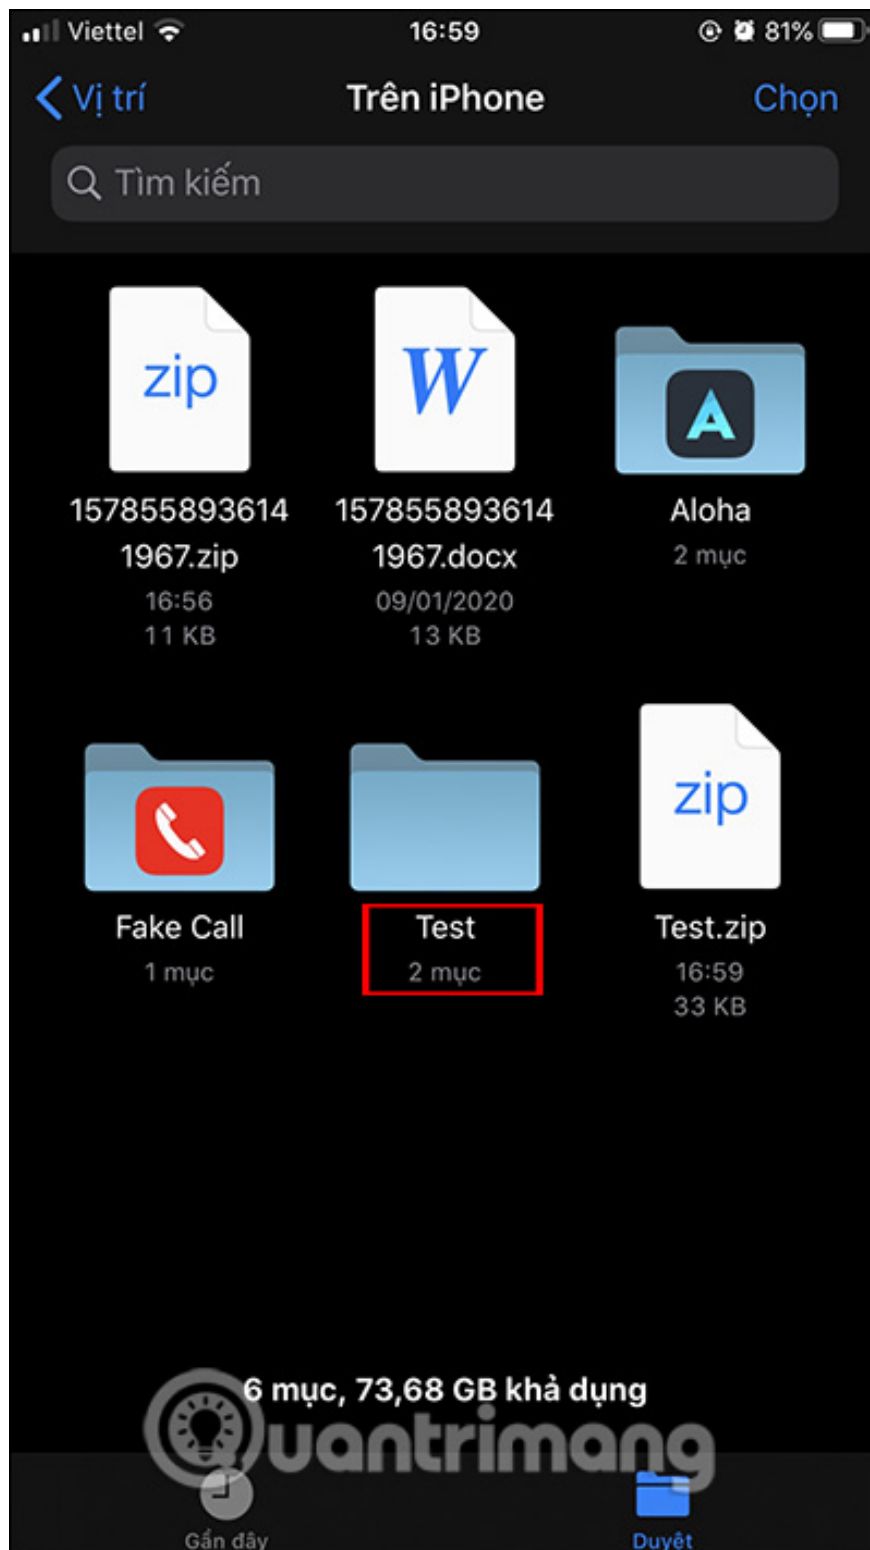 Viettel 16:59 81%
Vị trí Trên iPhone Chọn
Tìm kiếm
zip W A
157855893614 157855893614 Aloha
1967.zip 1967.docx 2 mục
16:56 09/01/2020
11 KB 13 KB
zip
Fake Call Test Test.zip
1 mục 2 mục 16:59
33 KB
6 mục, 73,68 GB khả dụng
Quantrimang
Gần đây Duyệt